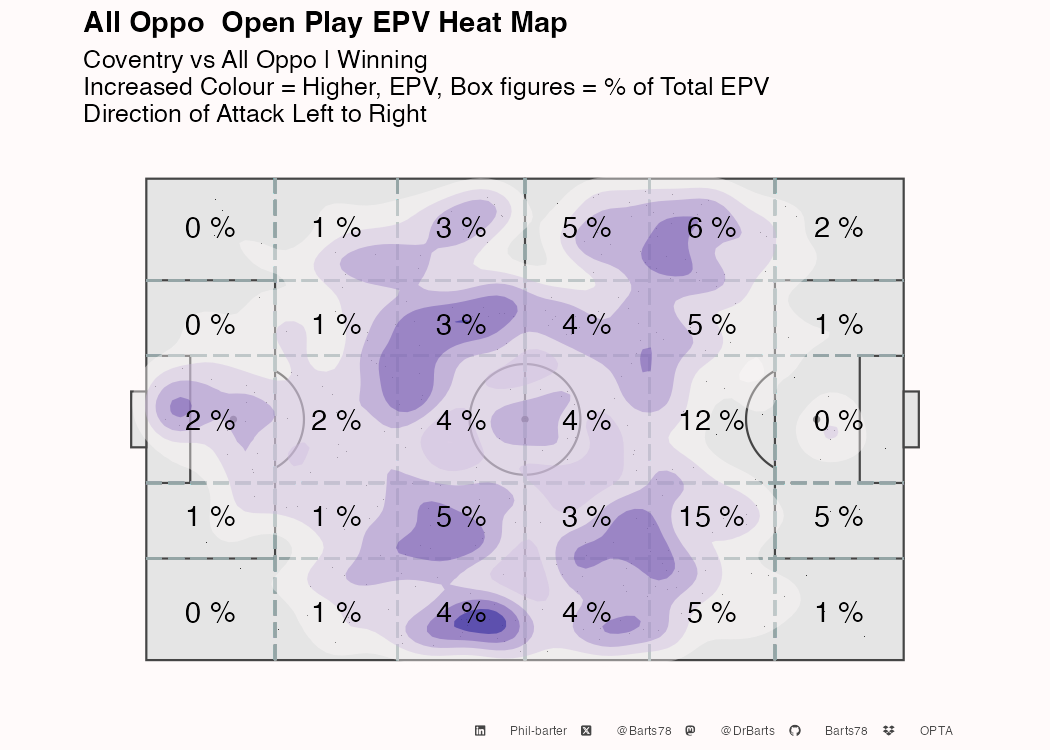 All Oppo  Open Play EPV Heat Map
Coventry vs All Oppo | Winning
Increased Colour = Higher, EPV, Box figures = % of Total EPV
Direction of Attack Left to Right
0 % 1 % 3 % 5 % 6 % 2 %
0 % 1 % 3 % 4 % 5 % 1 %
2 % 2 % 4 % 4 % 12 % 0 %
1 % 1 % 5 % 3 % 15 % 5 %
0 % 1 % 4 % 4 % 5 % 1 %
Phil-barter @Barts78 @DrBarts Barts78 OPTA